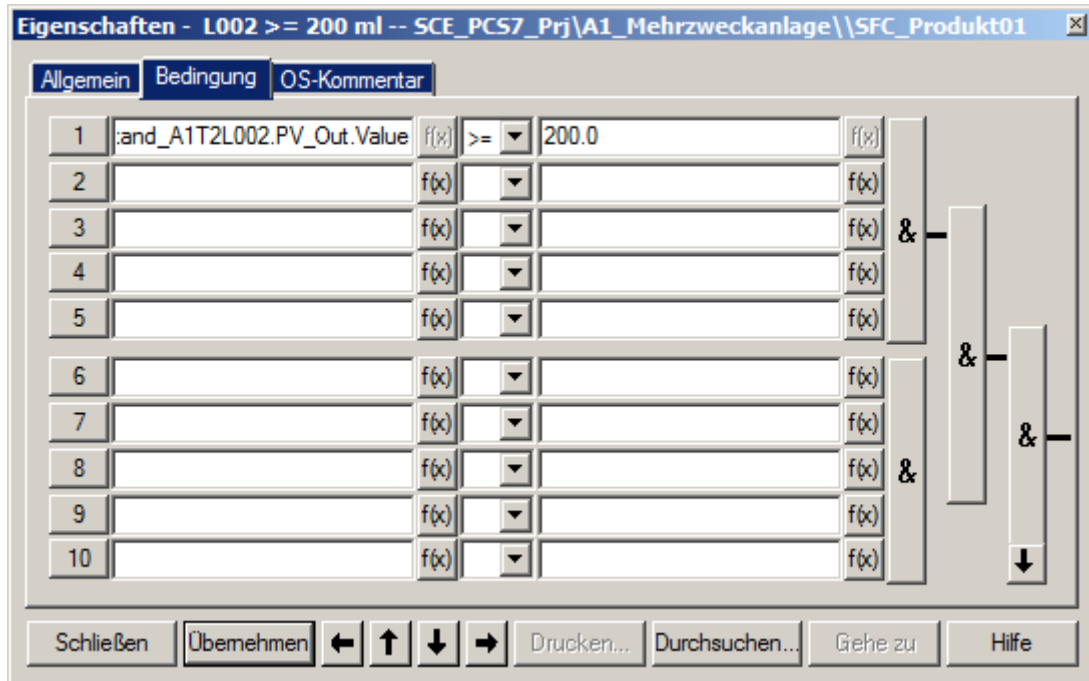 Eigenschaften - L002 >= 200 ml -- SCE_PCS7_Prj\A1_Mehrzweckanlage\\SFC_Produkt01
Allgemein Bedingung OS-Kommentar
1 :and_A1T2L002.PV_Out.Value f(x) >= 200.0 f(x)
2 f(x) f(x)
3 f(x) f(x) &
4 f(x) f(x)
5 f(x) f(x)
&
6 f(x) f(x)
7 f(x) f(x) &
8 f(x) f(x) &
9 f(x) f(x)
10 f(x) f(x)
Schließen Übernehmen Drucken... Durchsuchen... Gehe zu Hilfe